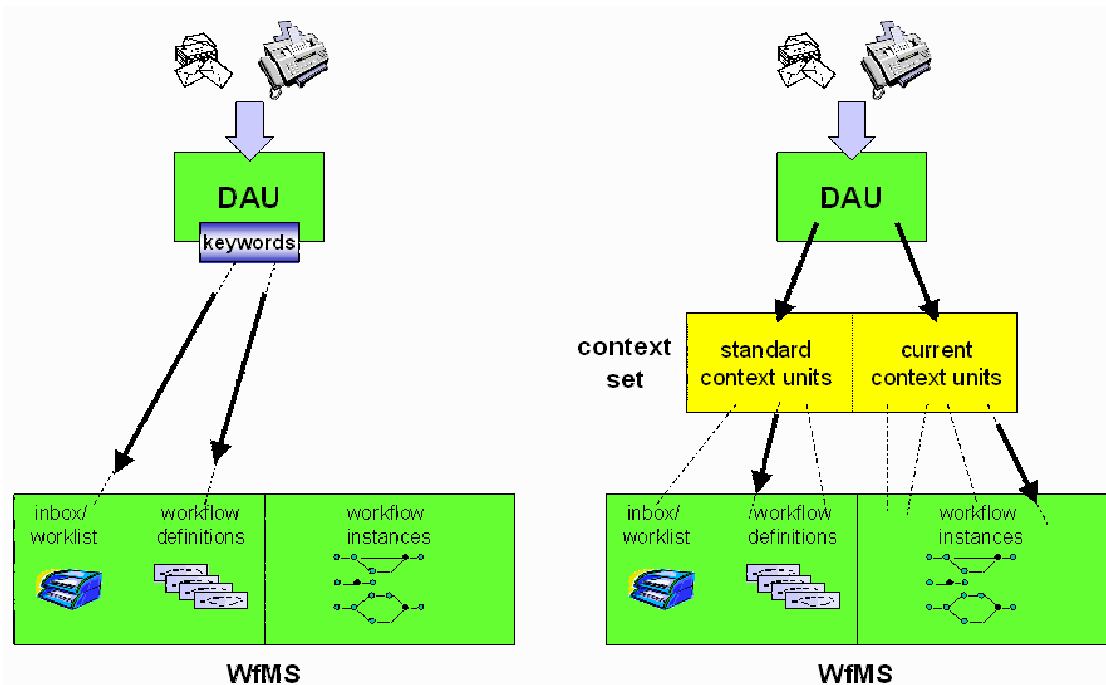 DAU
keywords
inbox/
worklist
workflow
definitions
workflow
instances
WfMS
DAU
context
set
standard
context units
current
context units
inbox/
worklist
workflow
definitions
workflow
instances
WfMS